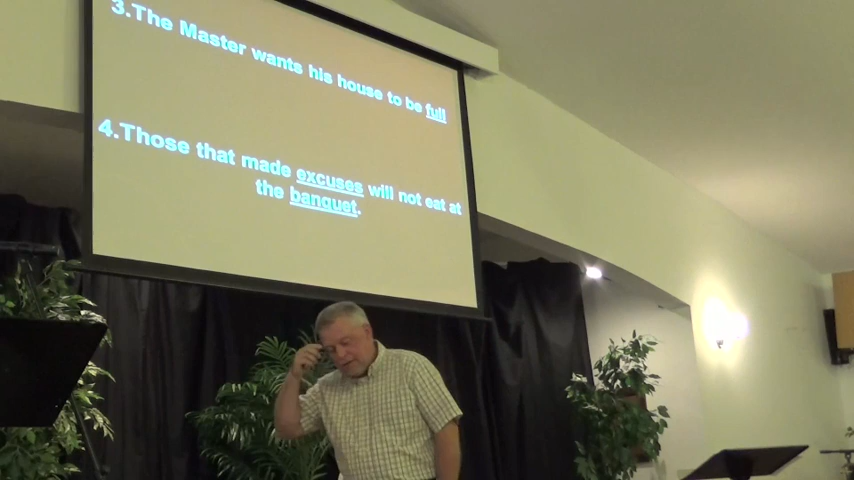 3.The Master wants his house to be full
4.Those that made excuses will not eat at
the banquet.